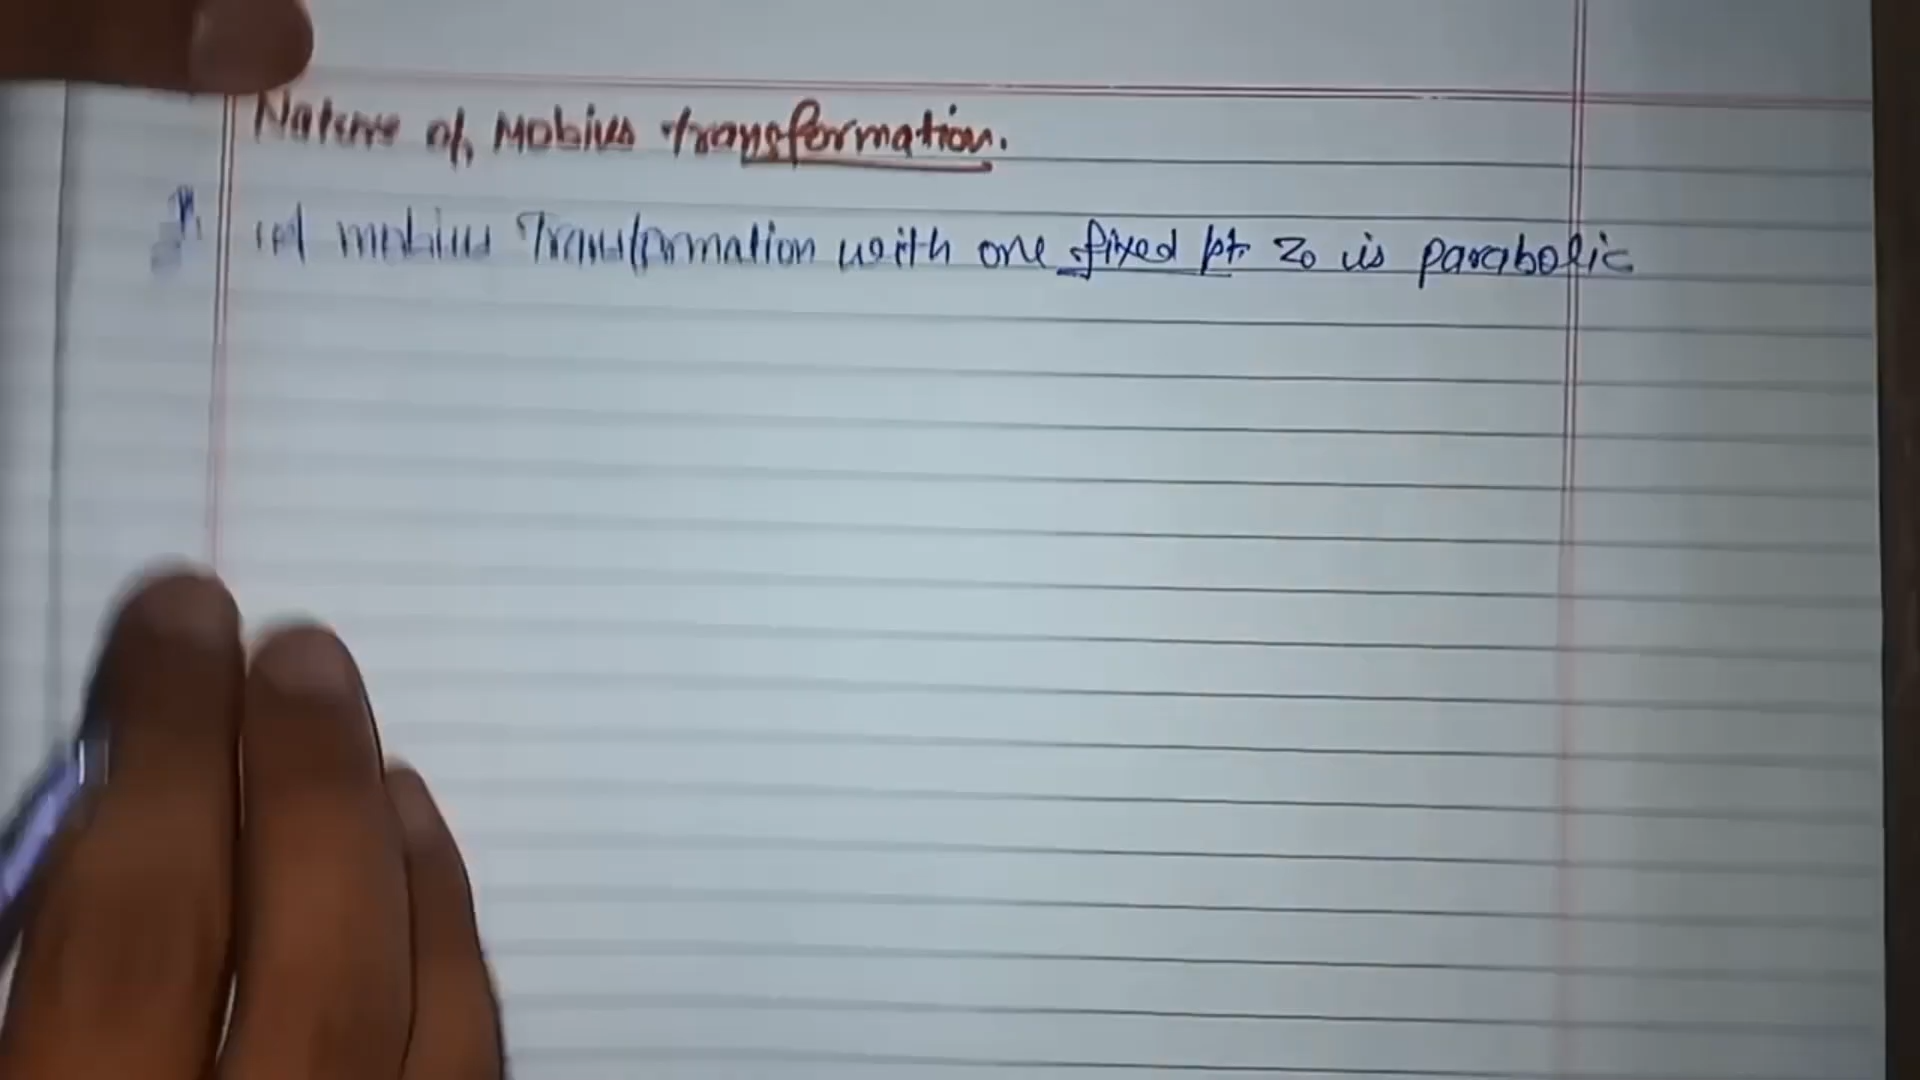 Nature of Mobius transformation.
mobius Transformation with one fixed pt. z₀ is parabolic